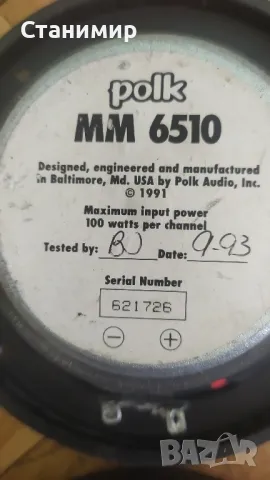 Станимир
polk
MM 6510
Designed, engineered and manufactured
in Baltimore, Md. USA by Polk Audio, Inc.
© 1991
Maximum input power
100 watts per channel
Tested by: BJ Date: 9-93
Serial Number
621726
− +
BAZAR